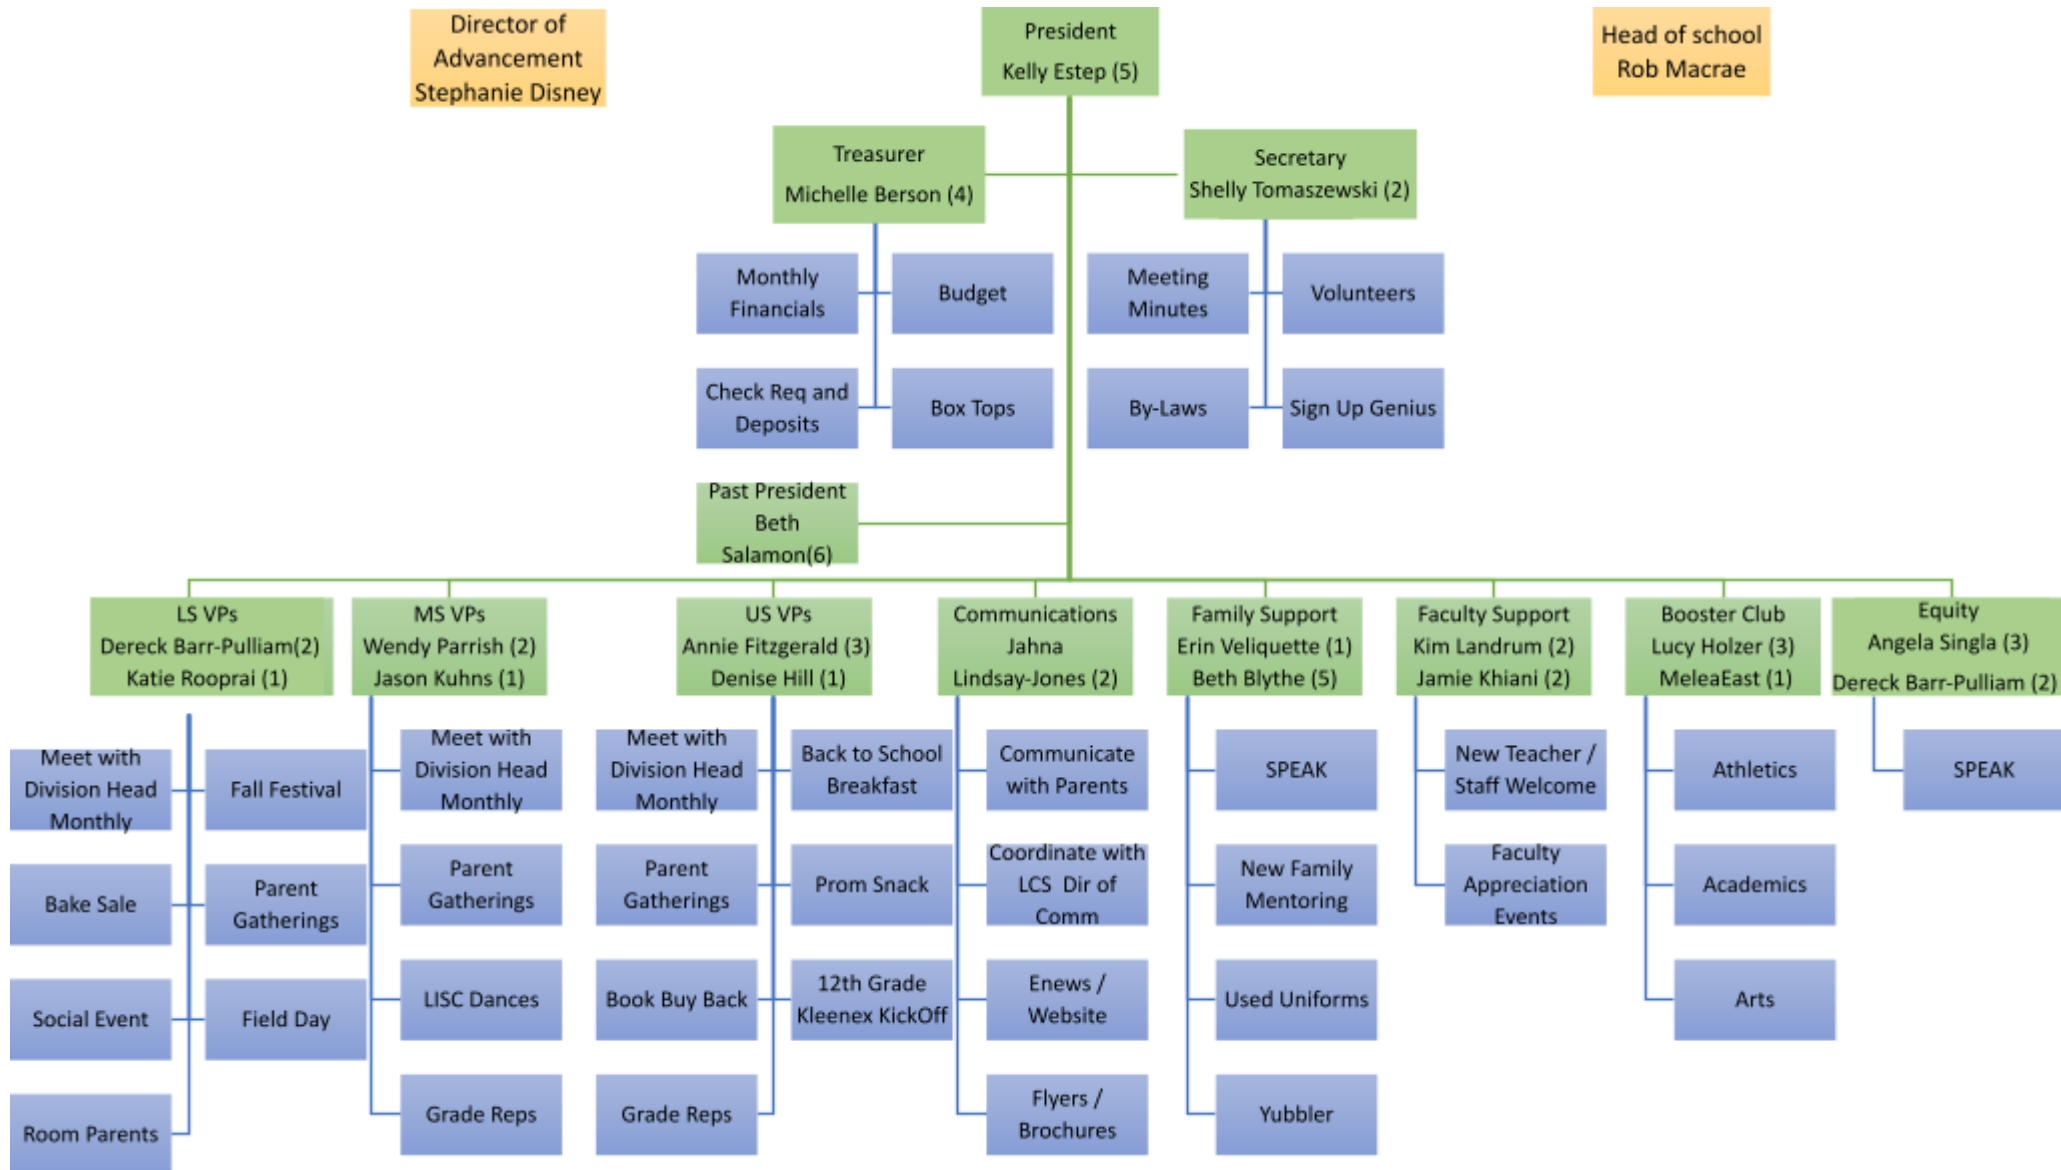 Director of
Advancement
Stephanie Disney
President
Kelly Estep (5)
Head of school
Rob Macrae
Treasurer
Michelle Berson (4)
Secretary
Shelly Tomaszewski (2)
Monthly
Financials
Budget
Meeting
Minutes
Volunteers
Check Req and
Deposits
Box Tops
By-Laws
Sign Up Genius
Past President
Beth
Salamon(6)
LS VPs
Dereck Barr-Pulliam(2)
Katie Rooprai (1)
MS VPs
Wendy Parrish (2)
Jason Kuhns (1)
US VPs
Annie Fitzgerald (3)
Denise Hill (1)
Communications
Jahna
Lindsay-Jones (2)
Family Support
Erin Veliquette (1)
Beth Blythe (5)
Faculty Support
Kim Landrum (2)
Jamie Khiani (2)
Booster Club
Lucy Holzer (3)
MeleaEast (1)
Equity
Angela Singla (3)
Dereck Barr-Pulliam (2)
Meet with
Division Head
Monthly
Fall Festival
Bake Sale
Parent
Gatherings
Social Event
Field Day
Room Parents
Meet with
Division Head
Monthly
Parent
Gatherings
LISC Dances
Grade Reps
Meet with
Division Head
Monthly
Back to School
Breakfast
Parent
Gatherings
Prom Snack
Book Buy Back
12th Grade
Kleenex KickOff
Grade Reps
Communicate
with Parents
Coordinate with
LCS Dir of
Comm
Enews /
Website
Flyers /
Brochures
SPEAK
New Family
Mentoring
Used Uniforms
Yubbler
New Teacher /
Staff Welcome
Faculty
Appreciation
Events
Athletics
Academics
Arts
SPEAK